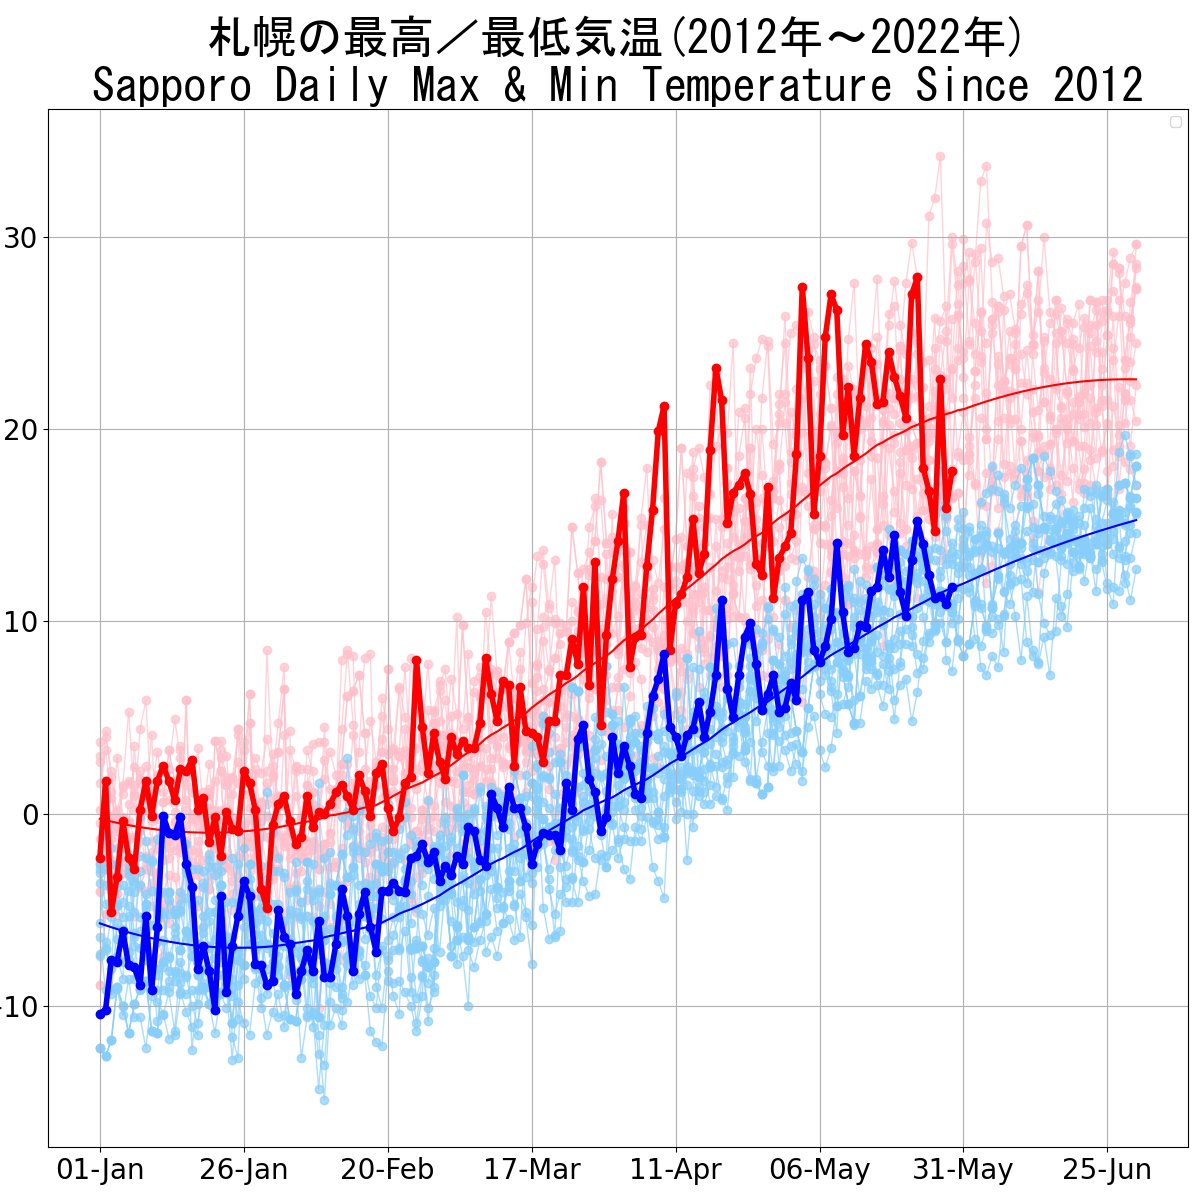 札幌の最高／最低気温(2012年～2022年)
Sapporo Daily Max & Min Temperature Since 2012
30
20
10
0
-10
01-Jan 26-Jan 20-Feb 17-Mar 11-Apr 06-May 31-May 25-Jun